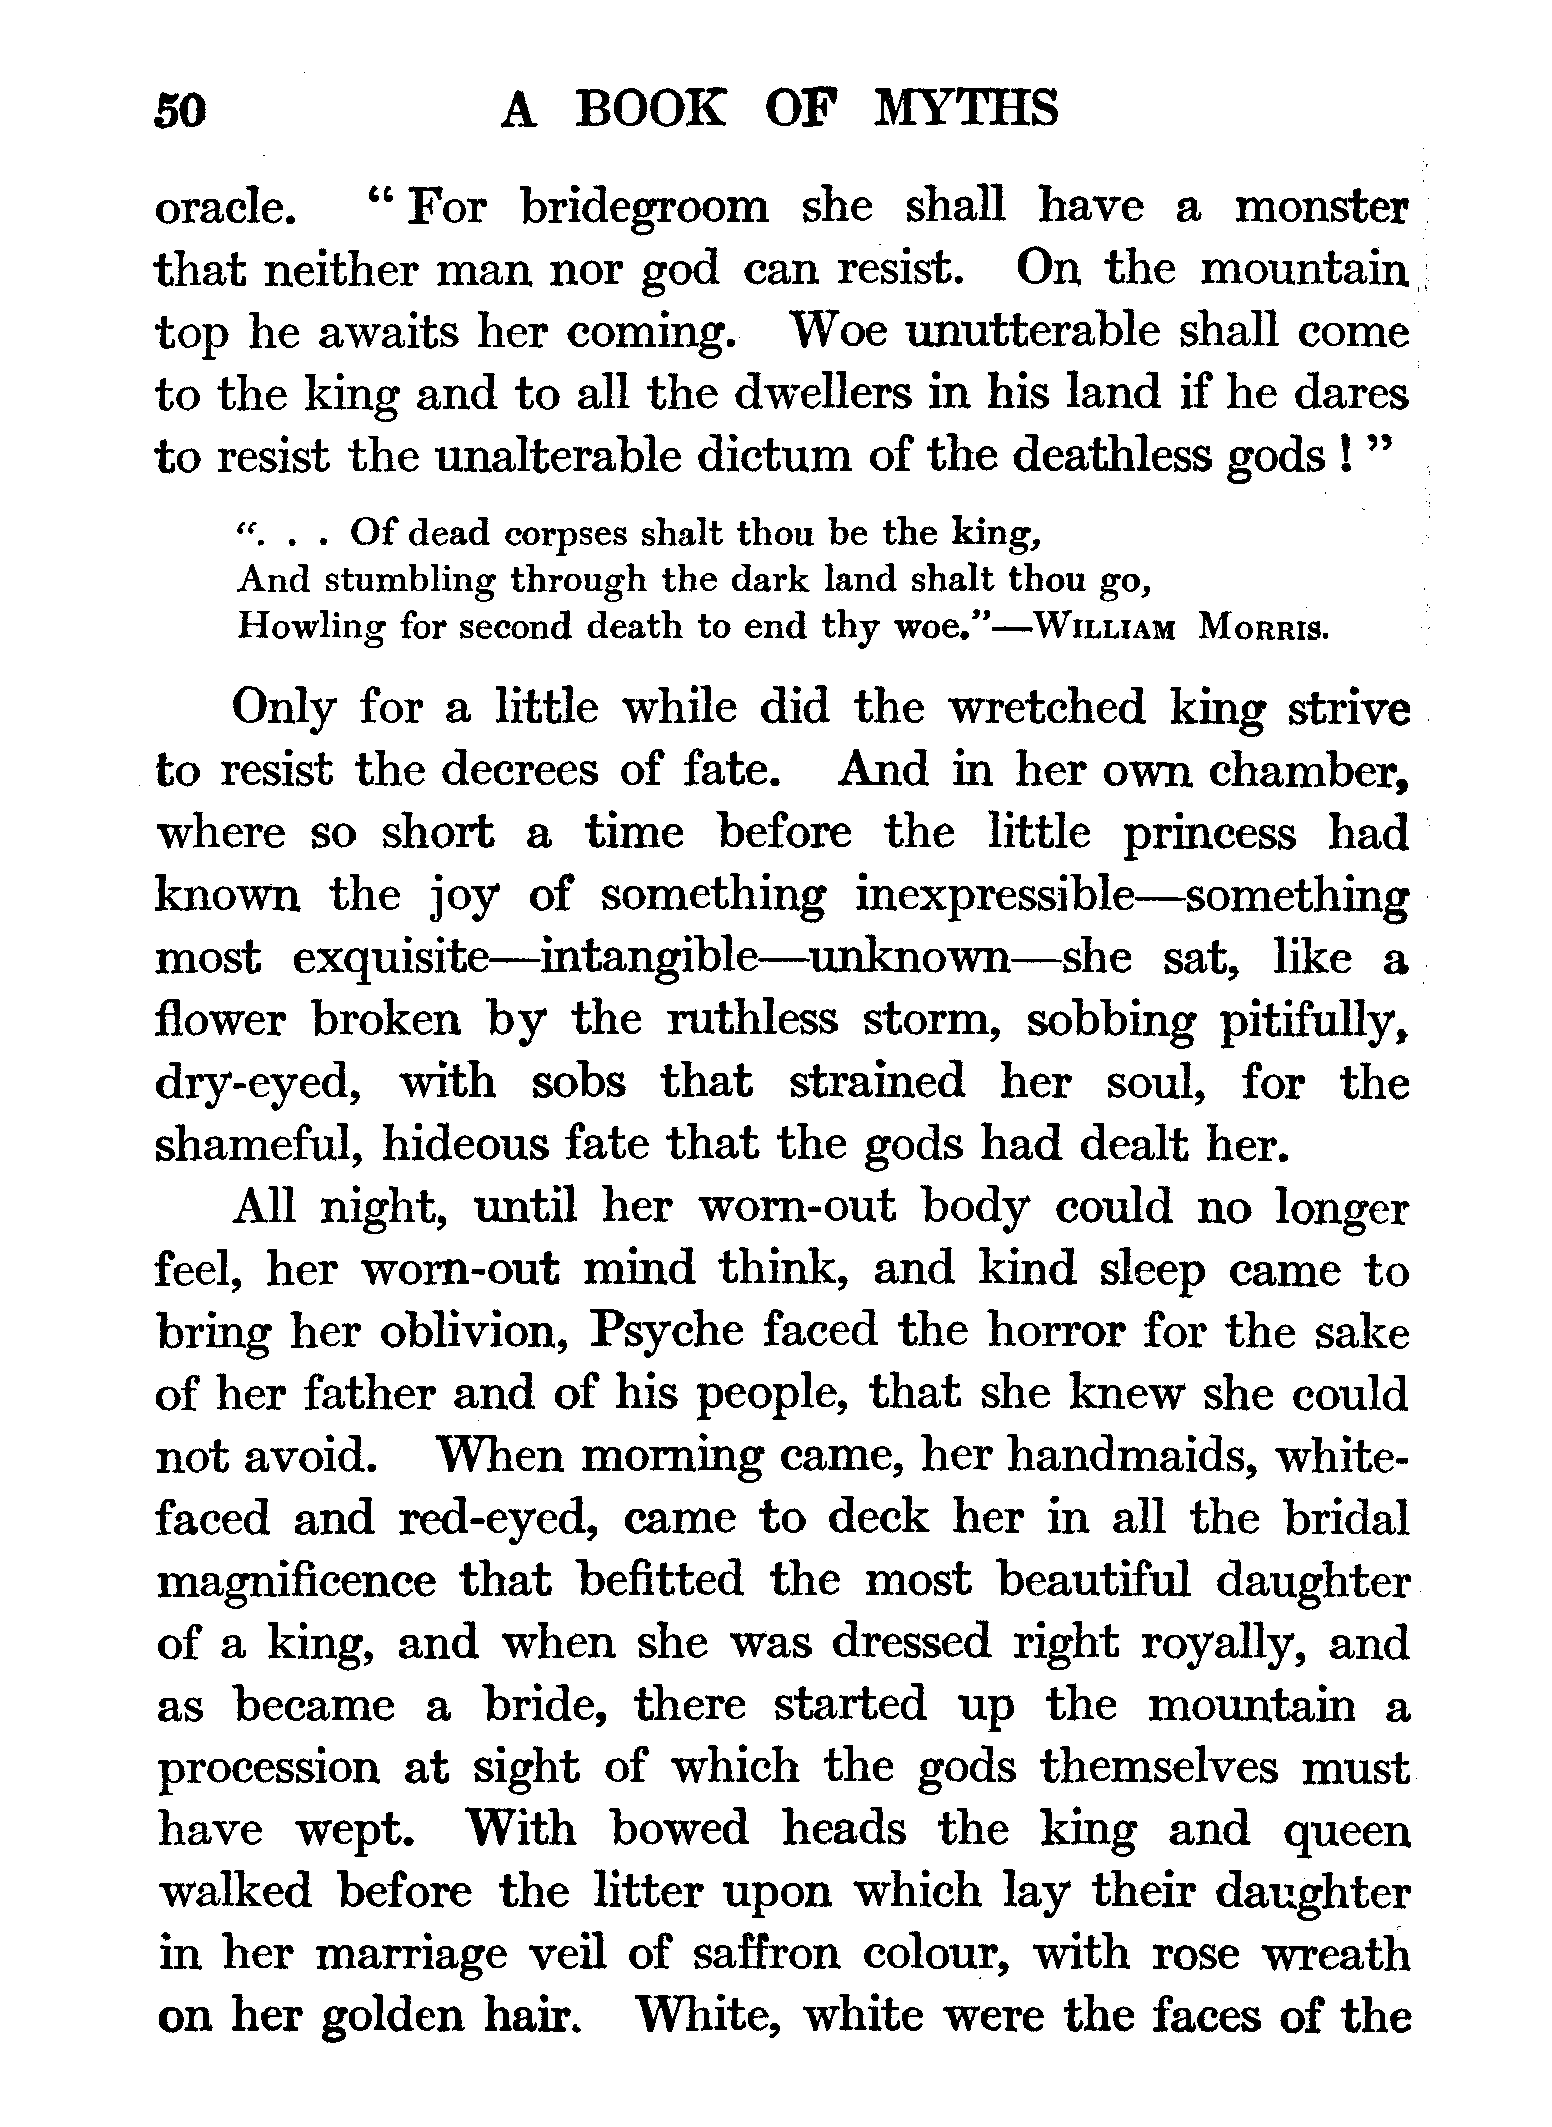 50 A BOOK OF MYTHS
oracle. “ For bridegroom she shall have a monster
that neither man nor god can resist. On the mountain
top he awaits her coming. Woe unutterable shall come
to the king and to all the dwellers in his land if he dares
to resist the unalterable dictum of the deathless gods ! ”
“. . . Of dead corpses shalt thou be the king,
And stumbling through the dark land shalt thou go,
Howling for second death to end thy woe.”—WILLIAM MORRIS.
Only for a little while did the wretched king strive
to resist the decrees of fate. And in her own chamber,
where so short a time before the little princess had
known the joy of something inexpressible—something
most exquisite—intangible—unknown—she sat, like a
flower broken by the ruthless storm, sobbing pitifully,
dry-eyed, with sobs that strained her soul, for the
shameful, hideous fate that the gods had dealt her.
All night, until her worn-out body could no longer
feel, her worn-out mind think, and kind sleep came to
bring her oblivion, Psyche faced the horror for the sake
of her father and of his people, that she knew she could
not avoid. When morning came, her handmaids, white-
faced and red-eyed, came to deck her in all the bridal
magnificence that befitted the most beautiful daughter
of a king, and when she was dressed right royally, and
as became a bride, there started up the mountain a
procession at sight of which the gods themselves must
have wept. With bowed heads the king and queen
walked before the litter upon which lay their daughter
in her marriage veil of saffron colour, with rose wreath
on her golden hair. White, white were the faces of the